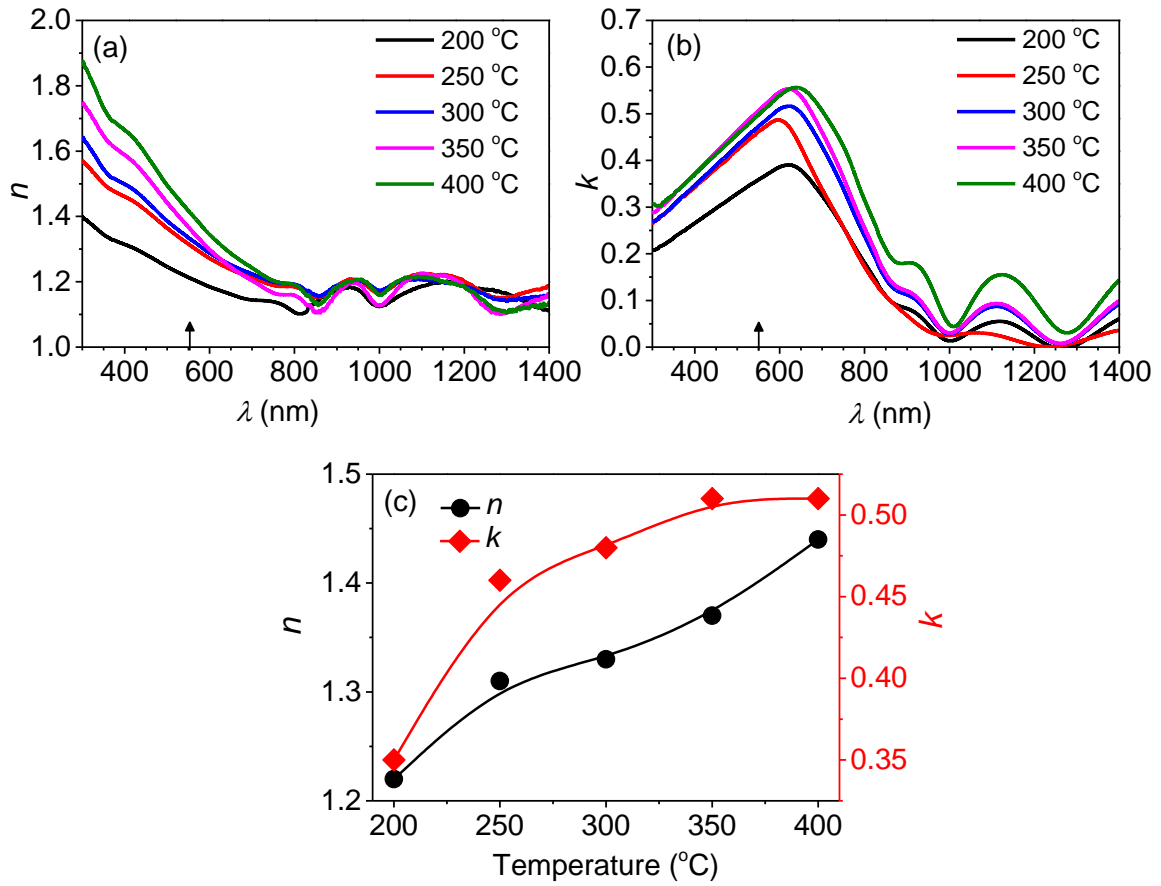 (a)
200 °C
250 °C
300 °C
350 °C
400 °C
2.0
1.8
1.6
1.4
1.2
1.0
n
400 600 800 1000 1200 1400
λ (nm)
(b)
200 °C
250 °C
300 °C
350 °C
400 °C
0.7
0.6
0.5
0.4
0.3
0.2
0.1
0.0
k
400 600 800 1000 1200 1400
λ (nm)
(c)
n
k
1.5
1.4
1.3
1.2
n
0.50
0.45
0.40
0.35
k
200 250 300 350 400
Temperature (°C)